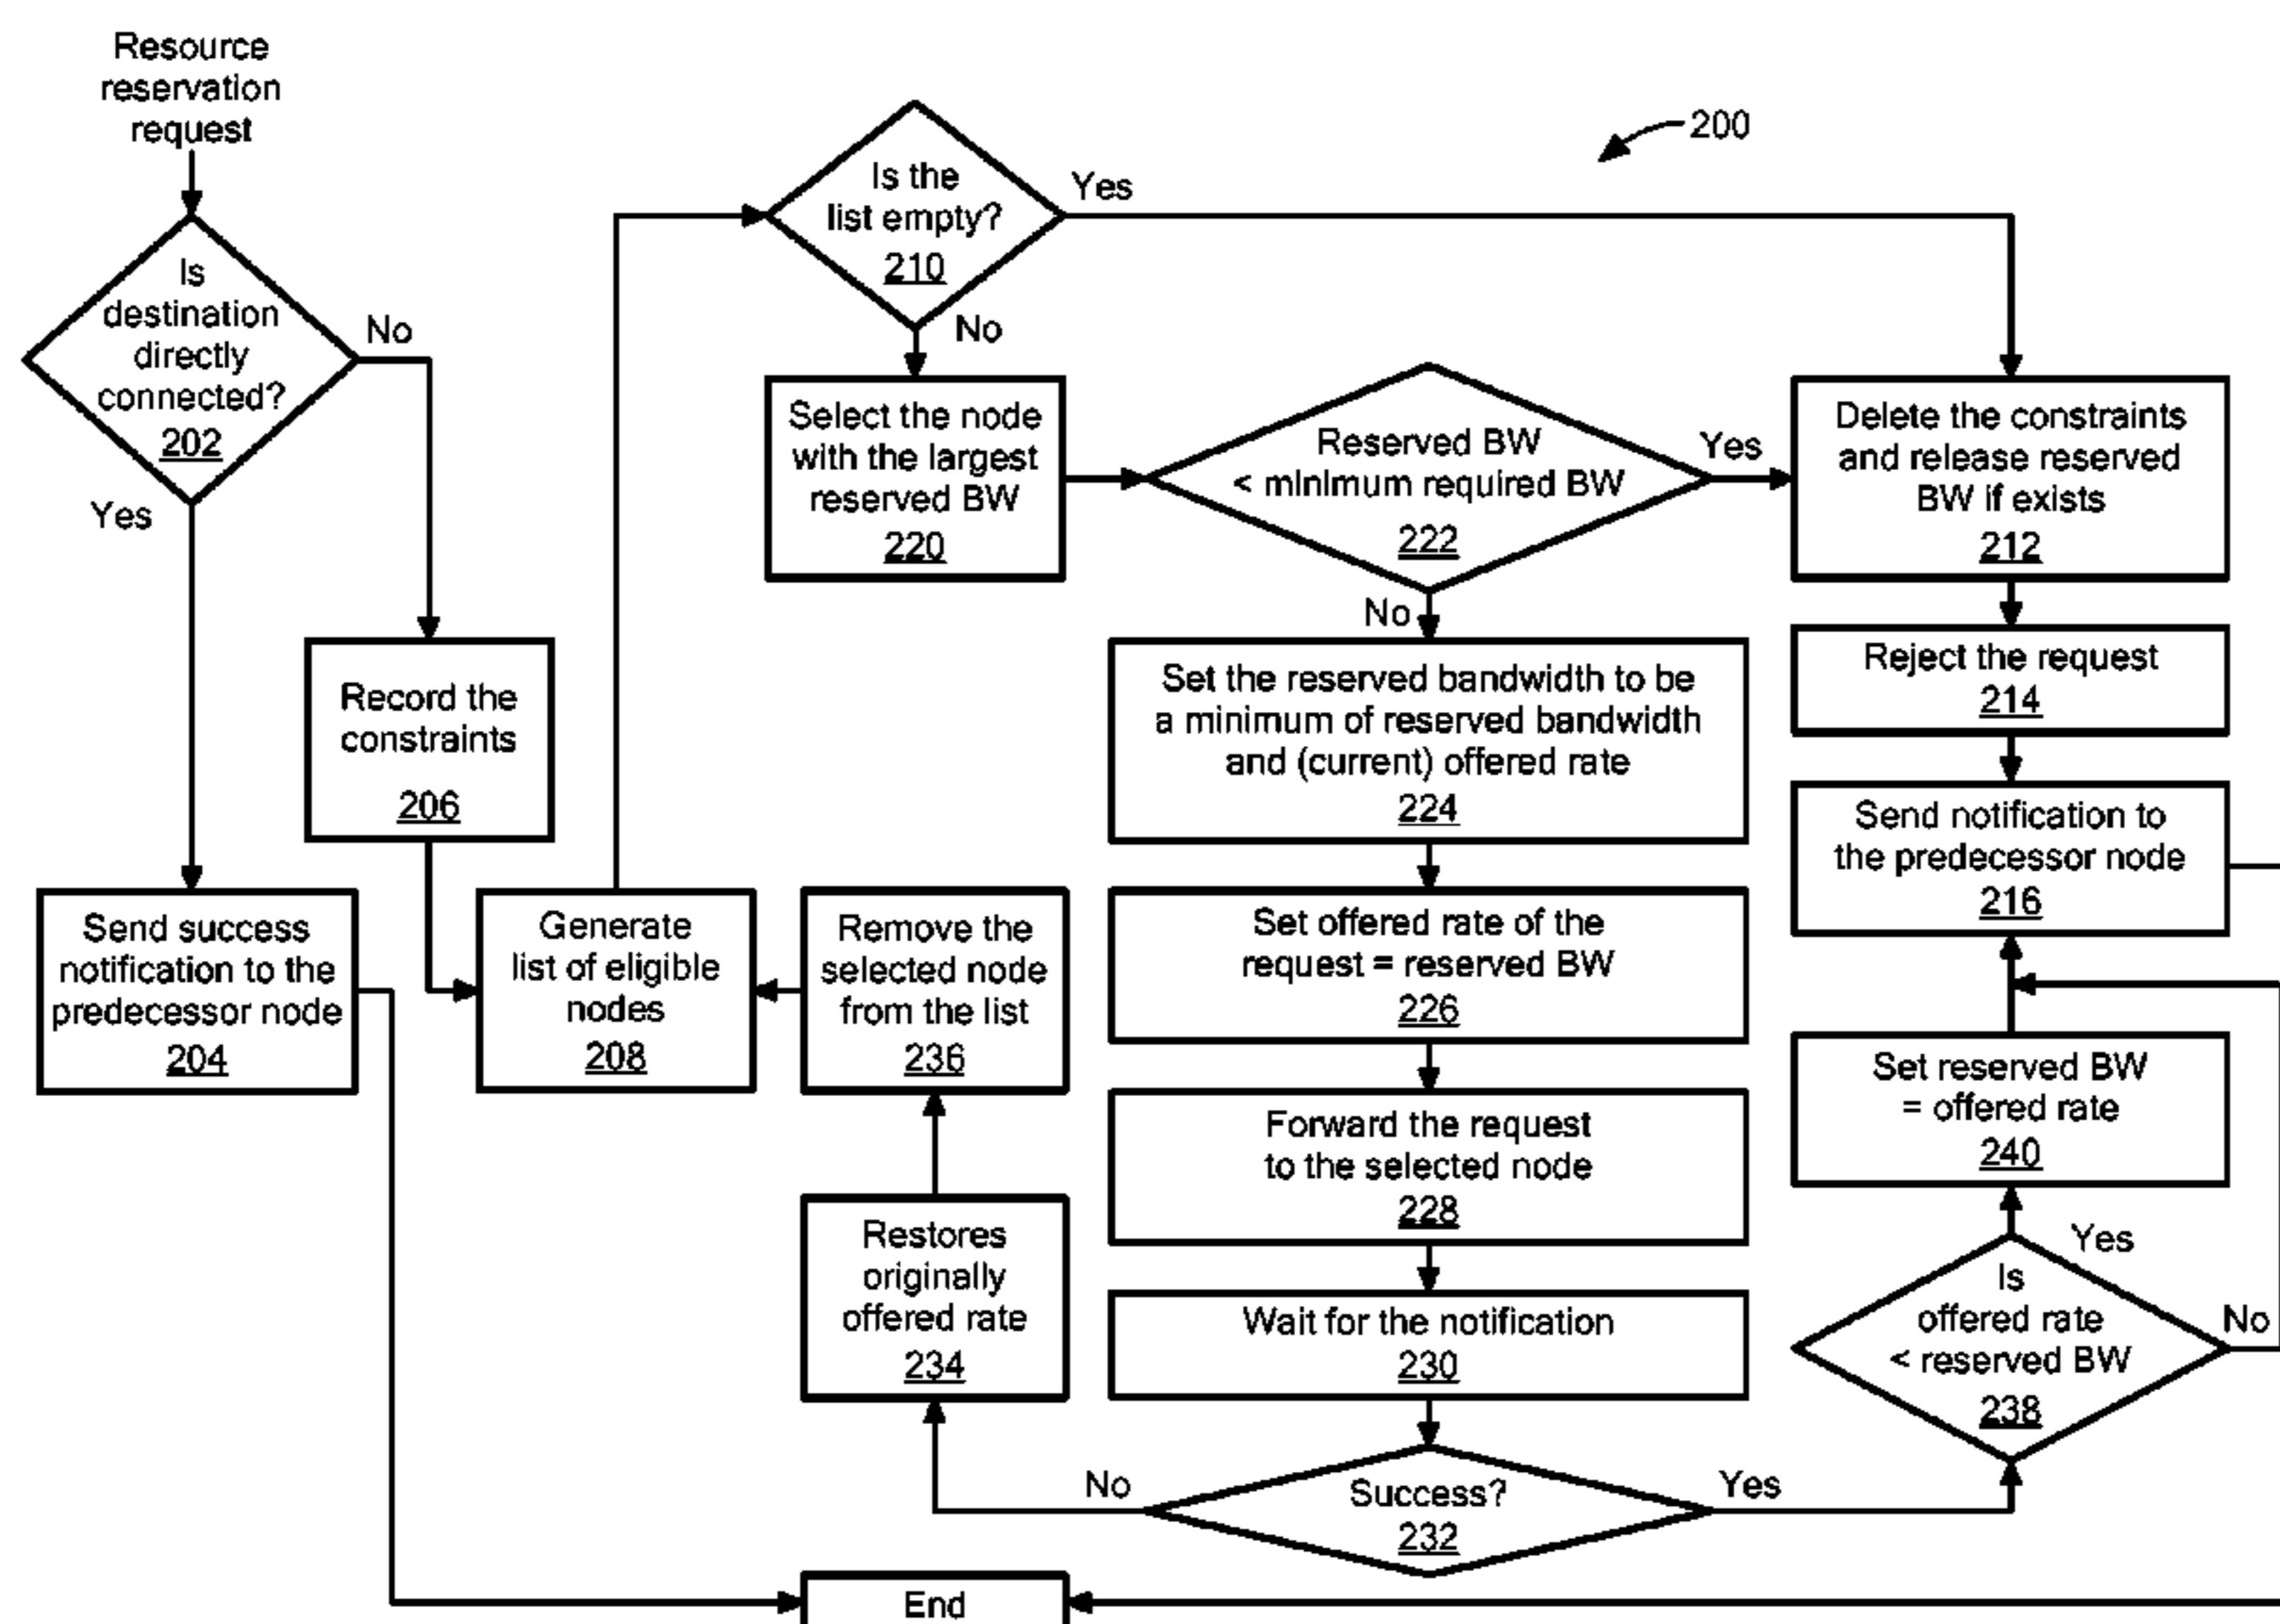 Resource
reservation
request
Is
destination
directly
connected?
202
Yes
No
Send success
notification to the
predecessor node
204
Record the
constraints
206
Generate
list of eligible
nodes
208
Is the
list empty?
210
Yes
No
200
Select the node
with the largest
reserved BW
220
Reserved BW
< minimum required BW
222
Yes
No
Delete the constraints
and release reserved
BW if exists
212
Reject the request
214
Send notification to
the predecessor node
216
Set the reserved bandwidth to be
a minimum of reserved bandwidth
and (current) offered rate
224
Set offered rate of the
request = reserved BW
226
Forward the request
to the selected node
228
Wait for the notification
230
Success?
232
No
Yes
Restores
originally
offered rate
234
Remove the
selected node
from the list
236
Is
offered rate
< reserved BW
238
Yes
No
Set reserved BW
= offered rate
240
End